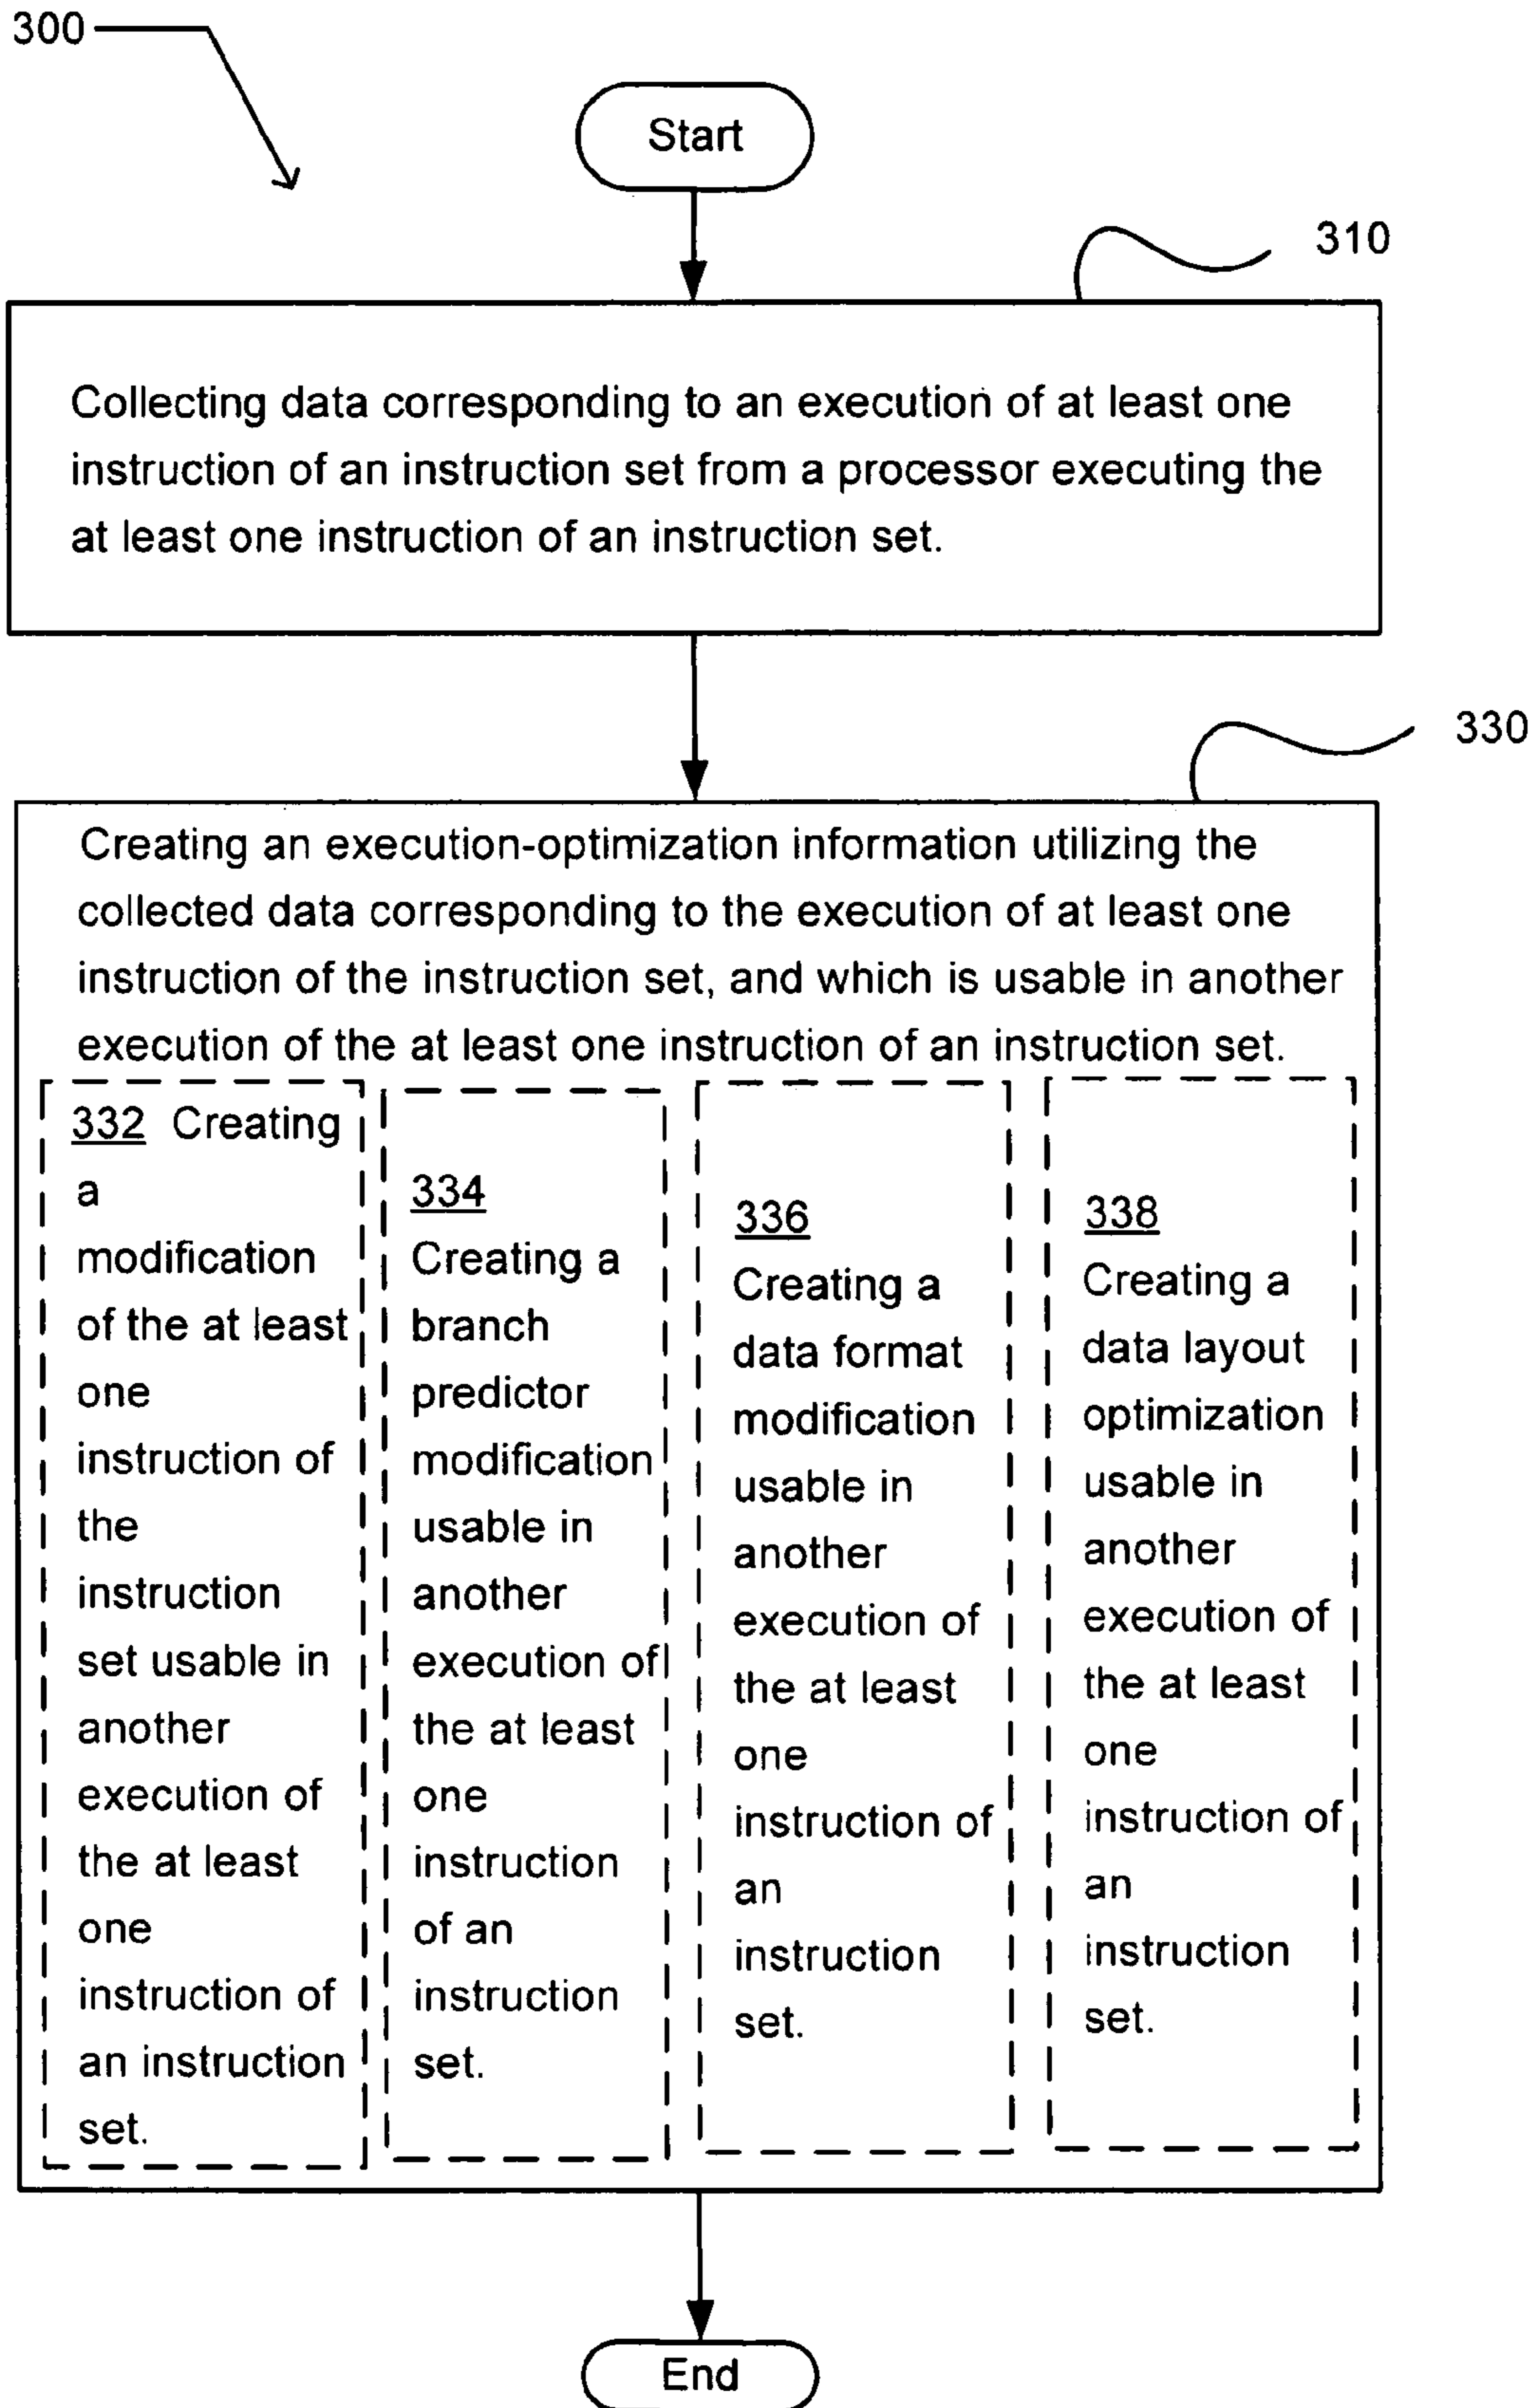 300
Start
310
Collecting data corresponding to an execution of at least one
instruction of an instruction set from a processor executing the
at least one instruction of an instruction set.
330
Creating an execution-optimization information utilizing the
collected data corresponding to the execution of at least one
instruction of the instruction set, and which is usable in another
execution of the at least one instruction of an instruction set.
332 Creating
a
modification
of the at least
one
instruction of
the
instruction
set usable in
another
execution of
the at least
one
instruction of
an instruction
set.
334
Creating a
branch
predictor
modification
usable in
another
execution of
the at least
one
instruction
of an
instruction
set.
336
Creating a
data format
modification
usable in
another
execution of
the at least
one
instruction of
an
instruction
set.
338
Creating a
data layout
optimization
usable in
another
execution of
the at least
one
instruction of
an
instruction
set.
End